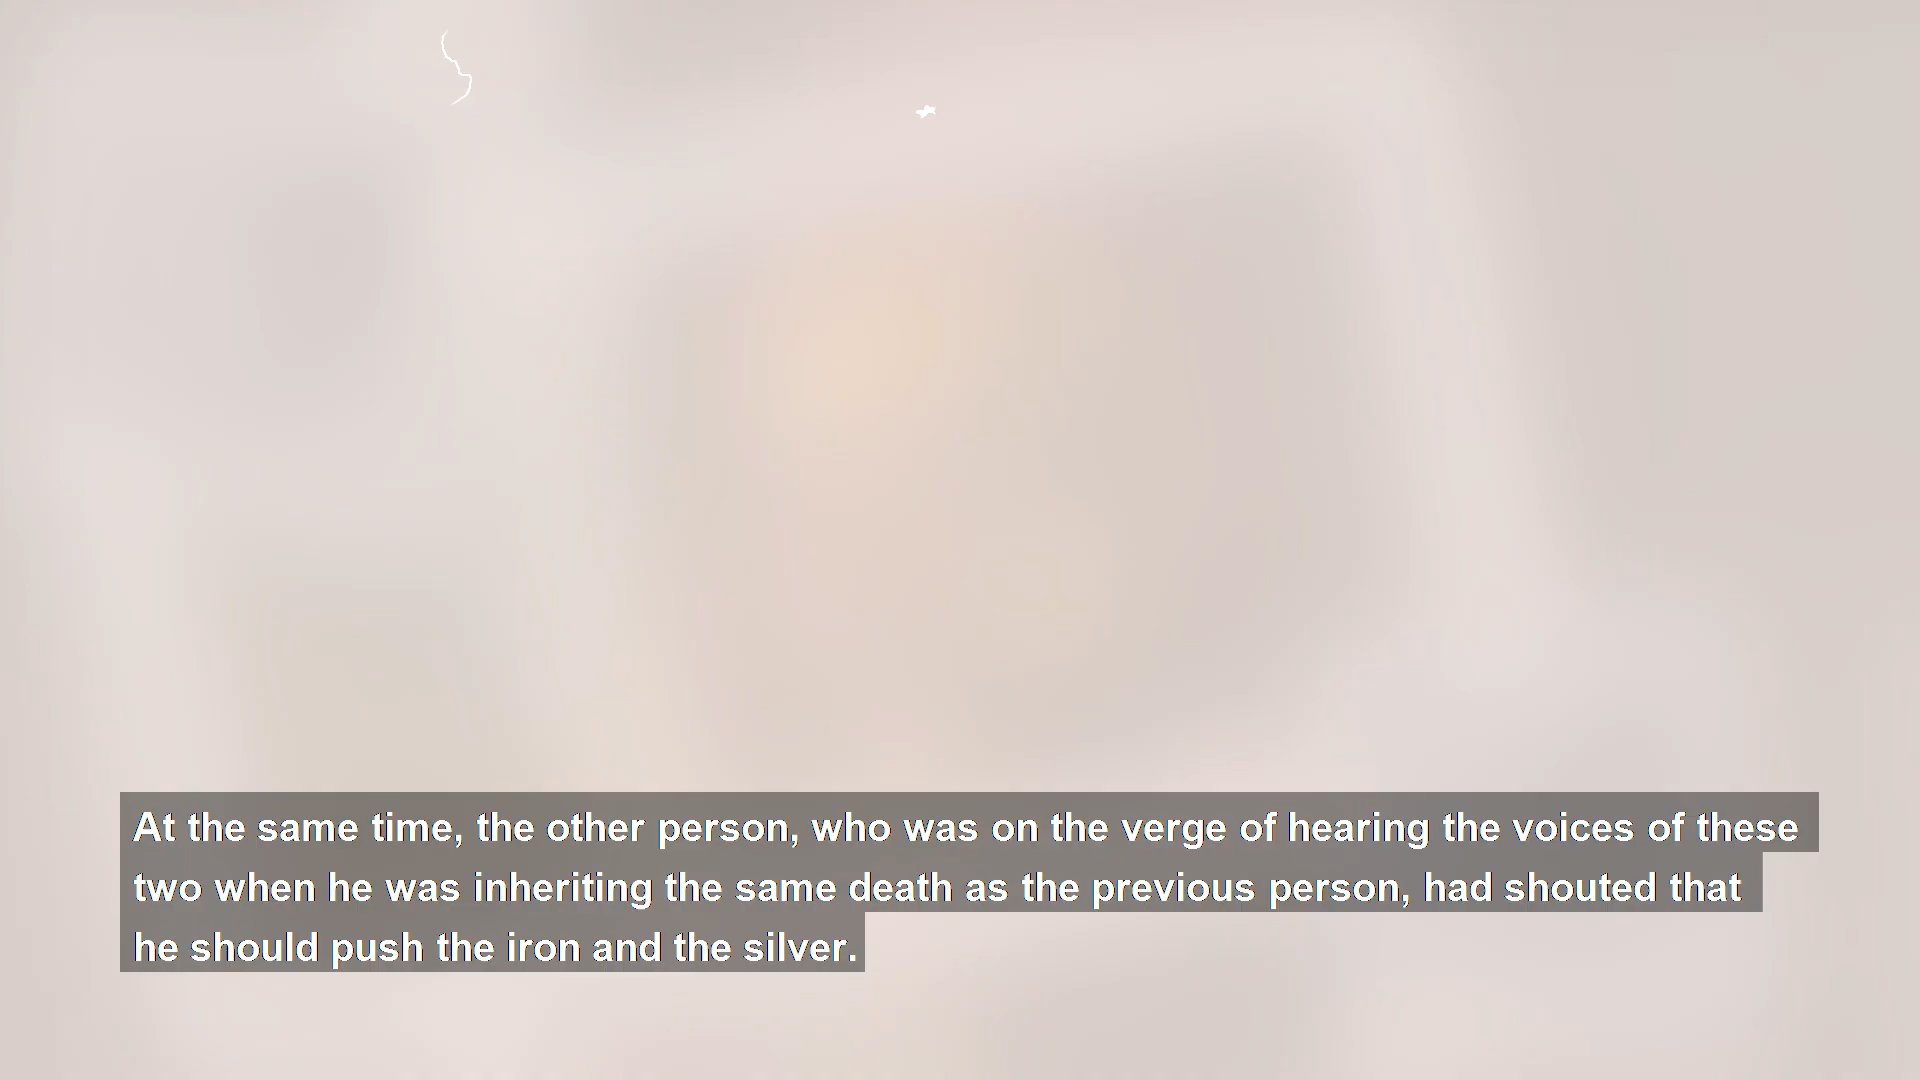 At the same time, the other person, who was on the verge of hearing the voices of these
two when he was inheriting the same death as the previous person, had shouted that
he should push the iron and the silver.